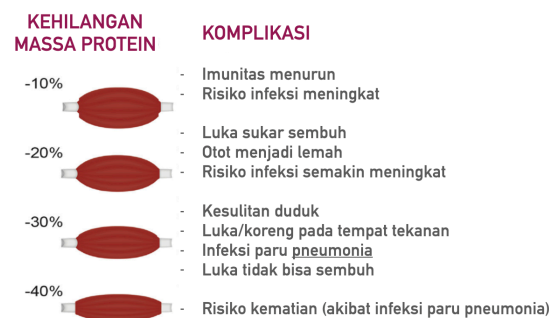 KEHILANGAN
MASSA PROTEIN
KOMPLIKASI
-10%
- Imunitas menurun
- Risiko infeksi meningkat
-20%
- Luka sukar sembuh
- Otot menjadi lemah
- Risiko infeksi semakin meningkat
-30%
- Kesulitan duduk
- Luka/koreng pada tempat tekanan
- Infeksi paru pneumonia
- Luka tidak bisa sembuh
-40%
- Risiko kematian (akibat infeksi paru pneumonia)